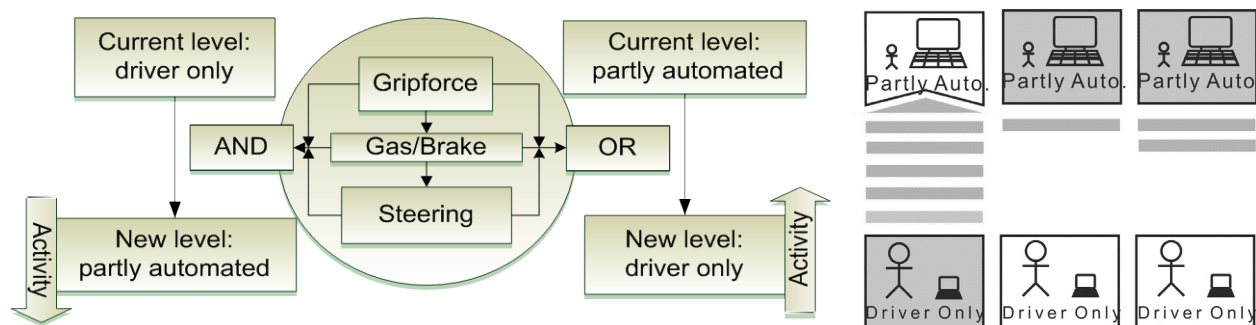 Current level:
driver only
Gripforce
Current level:
partly automated
AND
Gas/Brake
OR
Steering
Activity
New level:
partly automated
New level:
driver only
Activity
Partly Auto.
Partly Auto.
Partly Auto
Driver Only
Driver Only
Driver Only